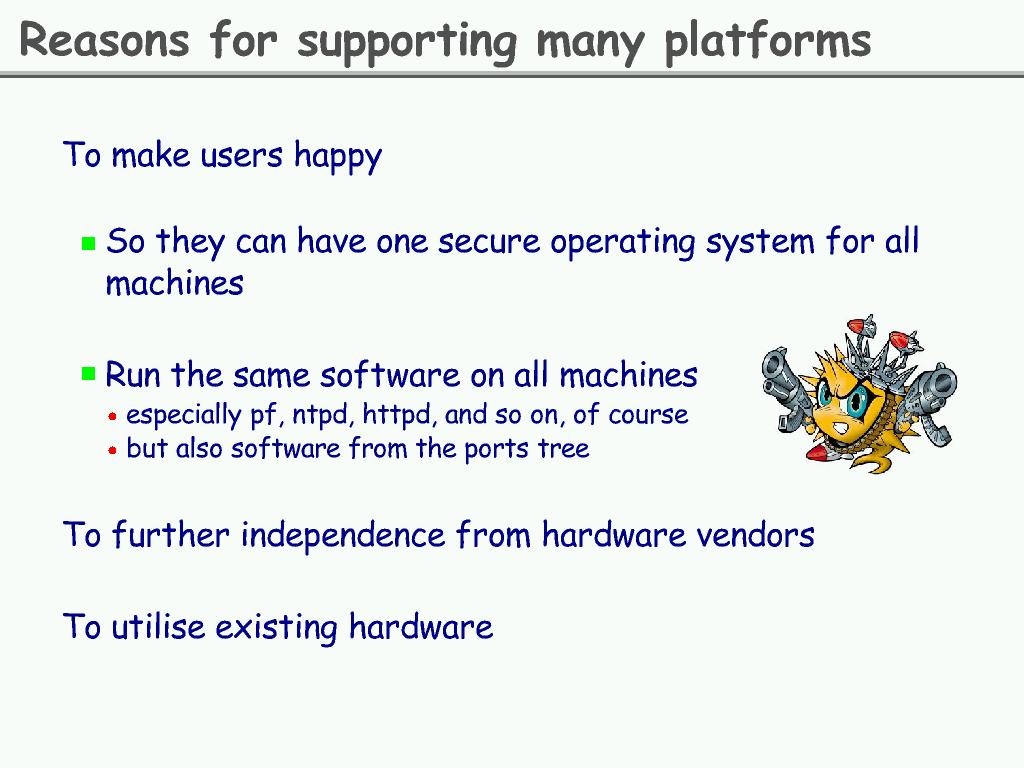 Reasons for supporting many platforms
To make users happy
So they can have one secure operating system for all
machines
Run the same software on all machines
especially pf, ntpd, httpd, and so on, of course
but also software from the ports tree
To further independence from hardware vendors
To utilise existing hardware